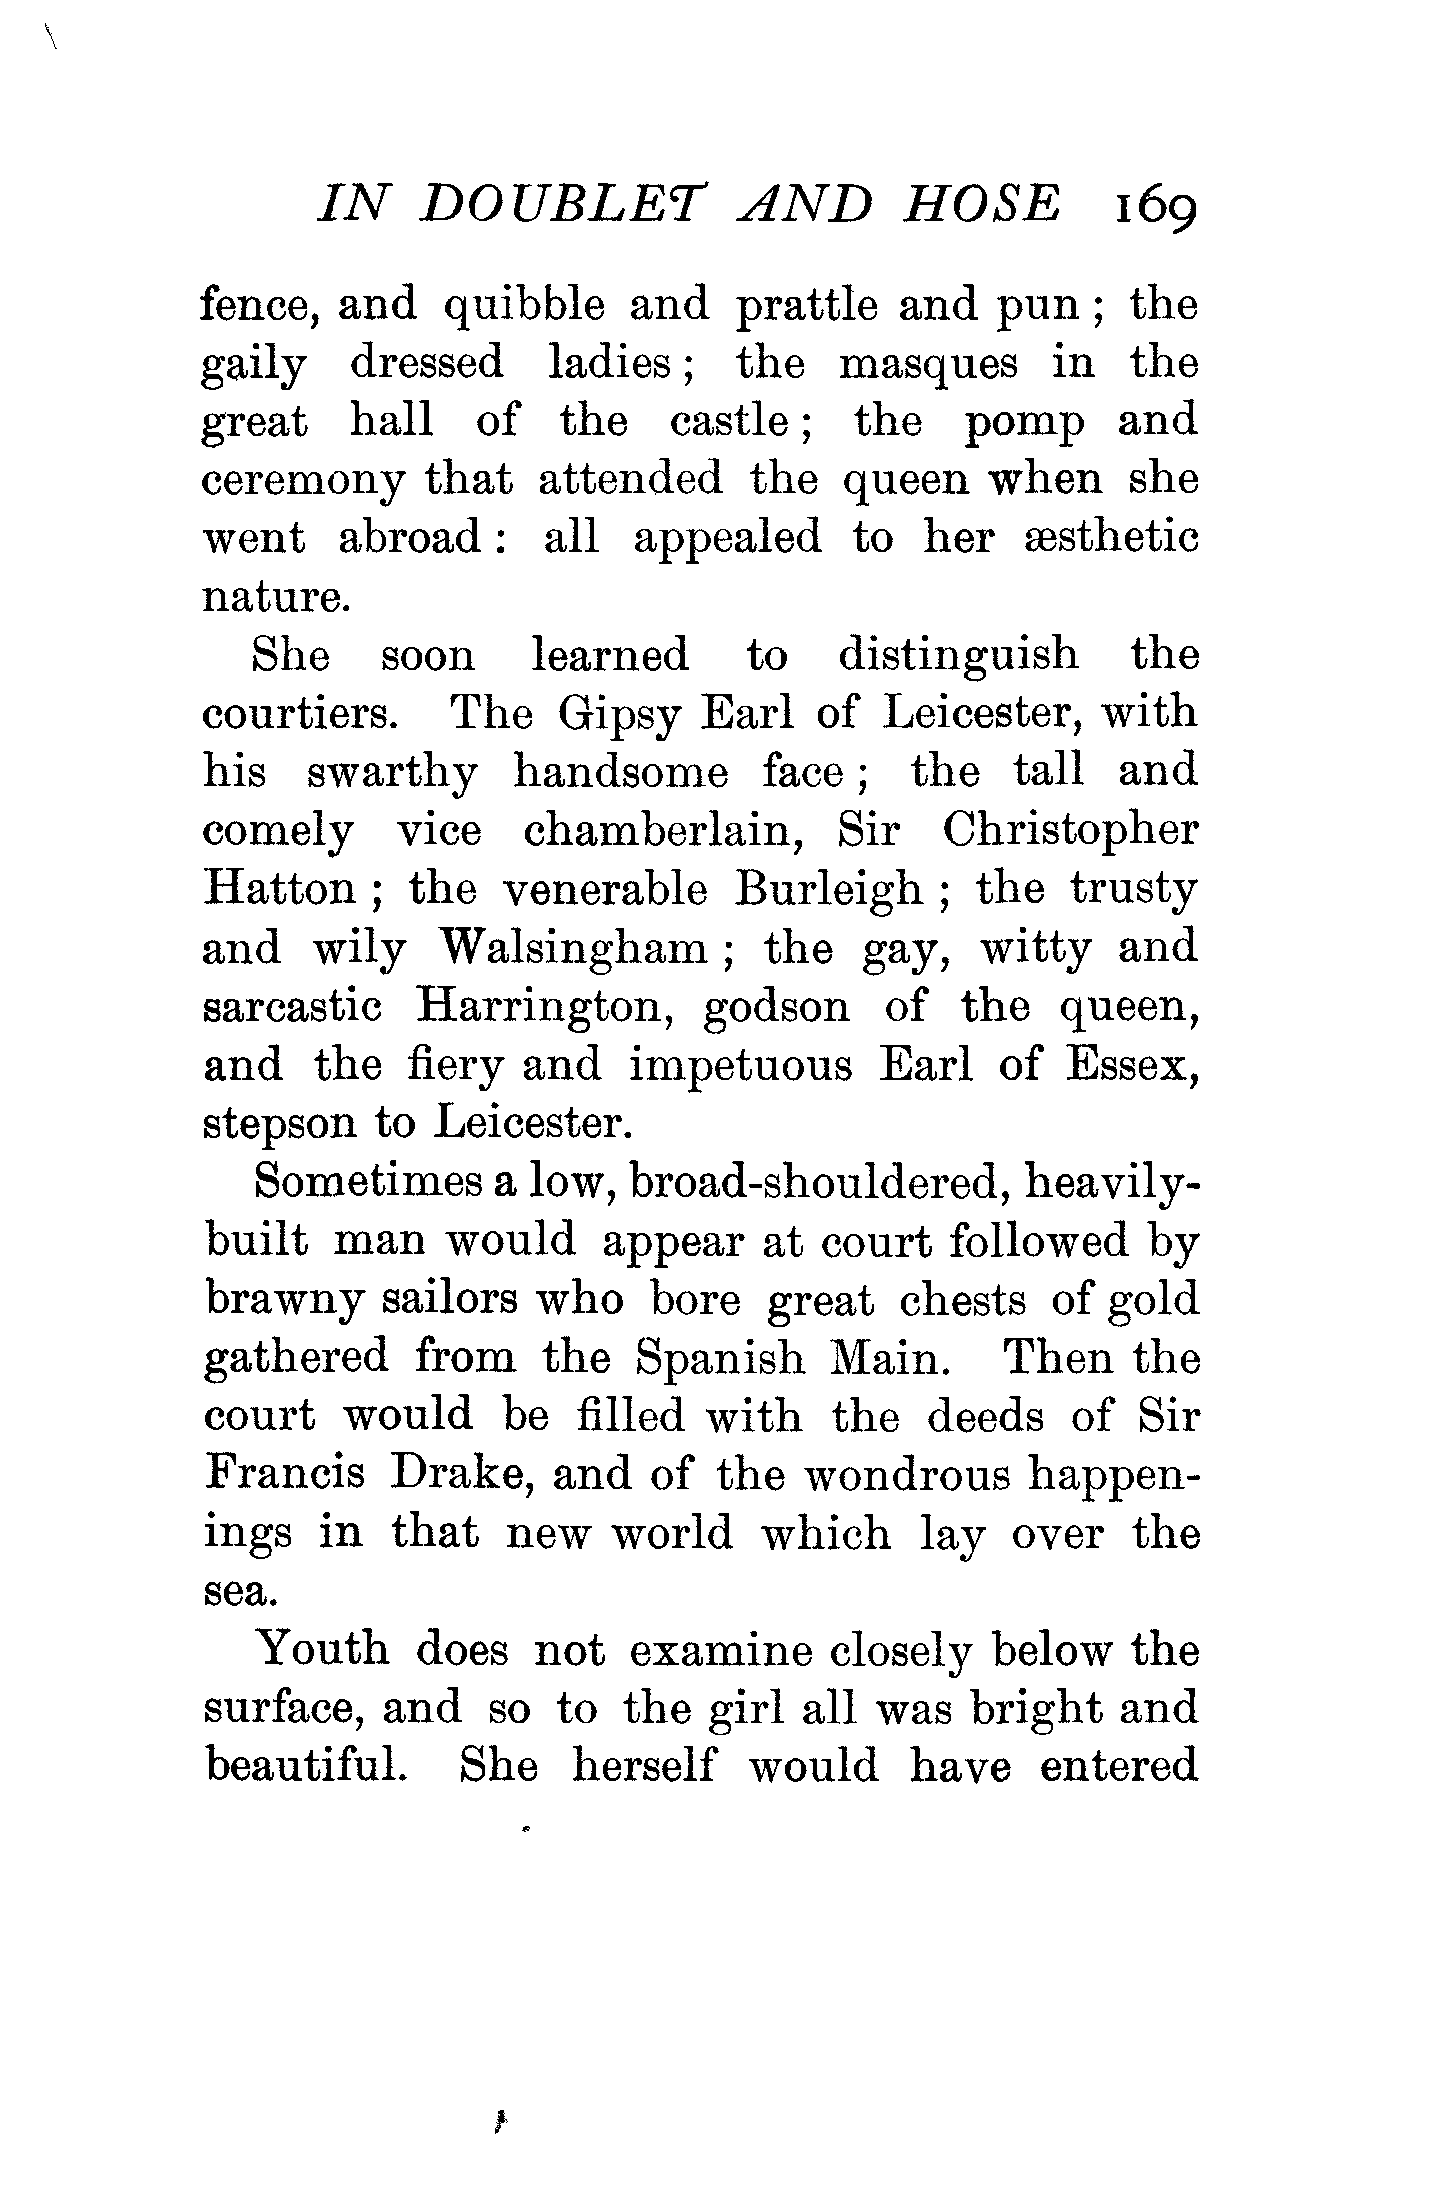 IN DOUBLET AND HOSE 169
fence, and quibble and prattle and pun ; the
gaily dressed ladies ; the masques in the
great hall of the castle ; the pomp and
ceremony that attended the queen when she
went abroad : all appealed to her æsthetic
nature.
She soon learned to distinguish the
courtiers. The Gipsy Earl of Leicester, with
his swarthy handsome face ; the tall and
comely vice chamberlain, Sir Christopher
Hatton ; the venerable Burleigh ; the trusty
and wily Walsingham ; the gay, witty and
sarcastic Harrington, godson of the queen,
and the fiery and impetuous Earl of Essex,
stepson to Leicester.
Sometimes a low, broad-shouldered, heavily-
built man would appear at court followed by
brawny sailors who bore great chests of gold
gathered from the Spanish Main. Then the
court would be filled with the deeds of Sir
Francis Drake, and of the wondrous happen-
ings in that new world which lay over the
sea.
Youth does not examine closely below the
surface, and so to the girl all was bright and
beautiful. She herself would have entered